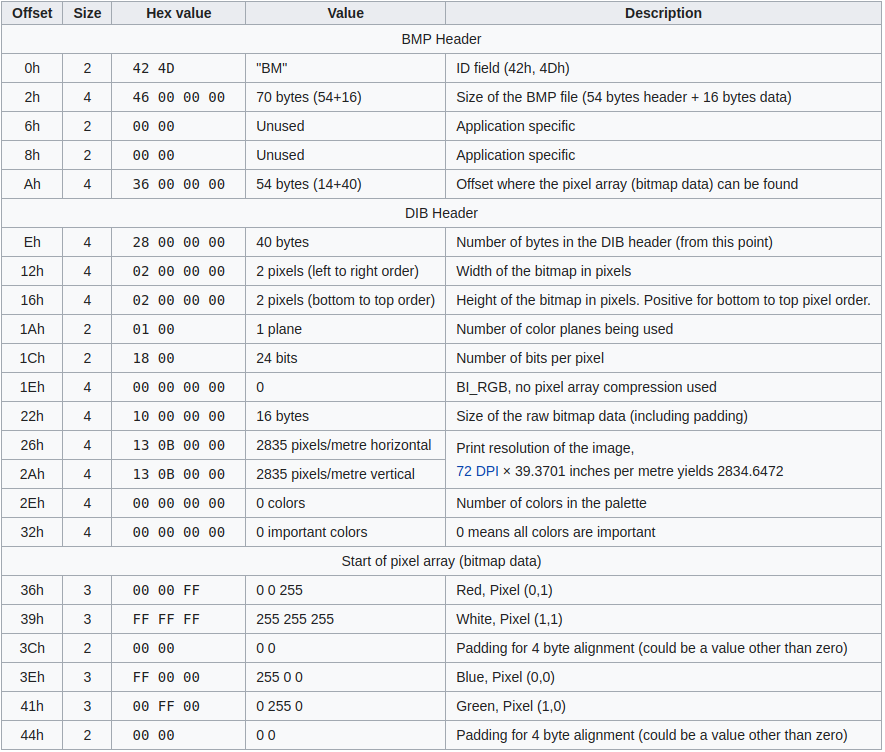 Offset Size Hex value Value Description
BMP Header
0h 2 42 4D "BM" ID field (42h, 4Dh)
2h 4 46 00 00 00 70 bytes (54+16) Size of the BMP file (54 bytes header + 16 bytes data)
6h 2 00 00 Unused Application specific
8h 2 00 00 Unused Application specific
Ah 4 36 00 00 00 54 bytes (14+40) Offset where the pixel array (bitmap data) can be found
DIB Header
Eh 4 28 00 00 00 40 bytes Number of bytes in the DIB header (from this point)
12h 4 02 00 00 00 2 pixels (left to right order) Width of the bitmap in pixels
16h 4 02 00 00 00 2 pixels (bottom to top order) Height of the bitmap in pixels. Positive for bottom to top pixel order.
1Ah 2 01 00 1 plane Number of color planes being used
1Ch 2 18 00 24 bits Number of bits per pixel
1Eh 4 00 00 00 00 0 BI_RGB, no pixel array compression used
22h 4 10 00 00 00 16 bytes Size of the raw bitmap data (including padding)
26h 4 13 0B 00 00 2835 pixels/metre horizontal Print resolution of the image,
2Ah 4 13 0B 00 00 2835 pixels/metre vertical 72 DPI × 39.3701 inches per metre yields 2834.6472
2Eh 4 00 00 00 00 0 colors Number of colors in the palette
32h 4 00 00 00 00 0 important colors 0 means all colors are important
Start of pixel array (bitmap data)
36h 3 00 00 FF 0 0 255 Red, Pixel (0,1)
39h 3 FF FF FF 255 255 255 White, Pixel (1,1)
3Ch 2 00 00 0 0 Padding for 4 byte alignment (could be a value other than zero)
3Eh 3 FF 00 00 255 0 0 Blue, Pixel (0,0)
41h 3 00 FF 00 0 255 0 Green, Pixel (1,0)
44h 2 00 00 0 0 Padding for 4 byte alignment (could be a value other than zero)